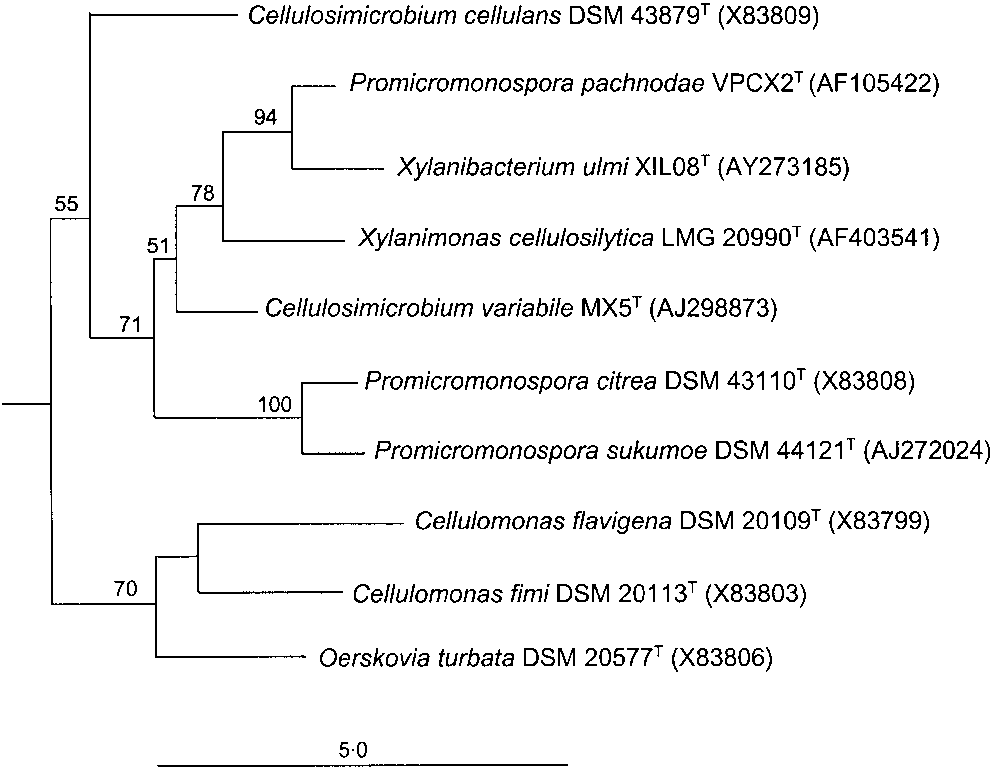 Cellulosimicrobium cellulans DSM 43879ᵀ (X83809)
Promicromonospora pachnodae VPCX2ᵀ (AF105422)
94
Xylanibacterium ulmi XIL08ᵀ (AY273185)
78
55
Xylanimonas cellulosilytica LMG 20990ᵀ (AF403541)
51
Cellulosimicrobium variabile MX5ᵀ (AJ298873)
71
Promicromonospora citrea DSM 43110ᵀ (X83808)
100
Promicromonospora sukumoe DSM 44121ᵀ (AJ272024)
Cellulomonas flavigena DSM 20109ᵀ (X83799)
70
Cellulomonas fimi DSM 20113ᵀ (X83803)
Oerskovia turbata DSM 20577ᵀ (X83806)
5·0